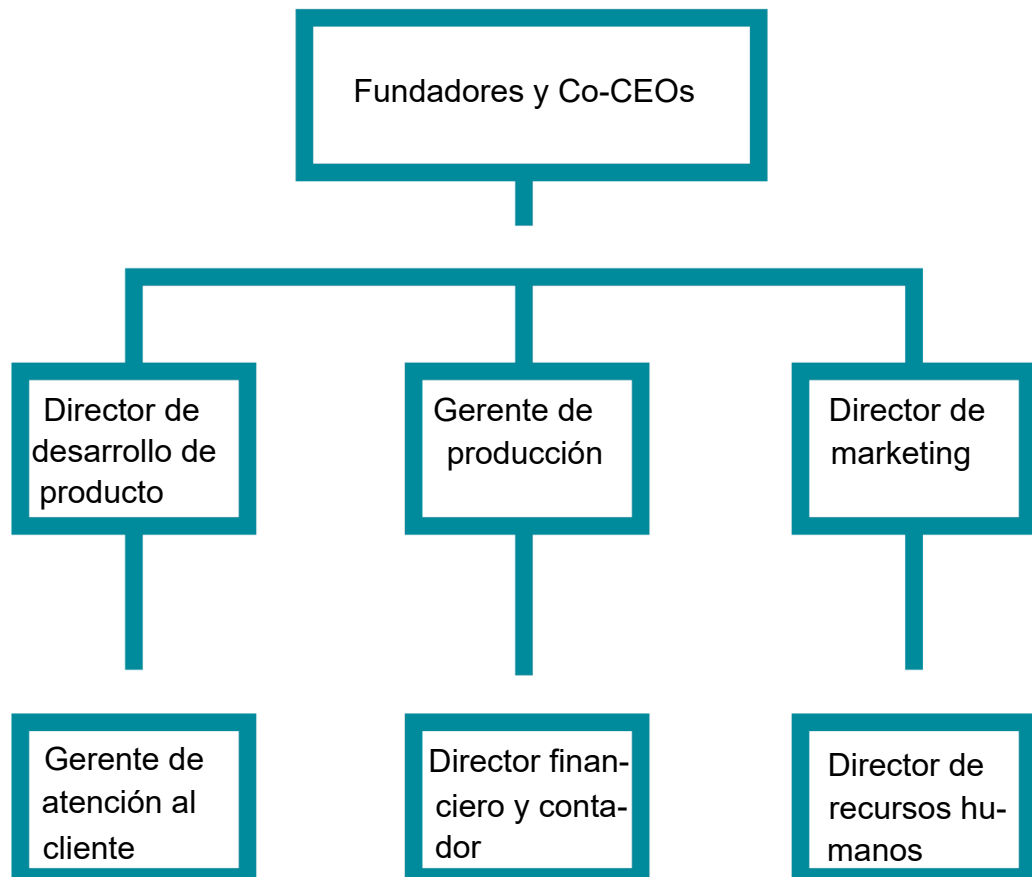 Fundadores y Co-CEOs
Director de
desarrollo de
producto
Gerente de
producción
Director de
marketing
Gerente de
atención al
cliente
Director finan-
ciero y conta-
dor
Director de
recursos hu-
manos